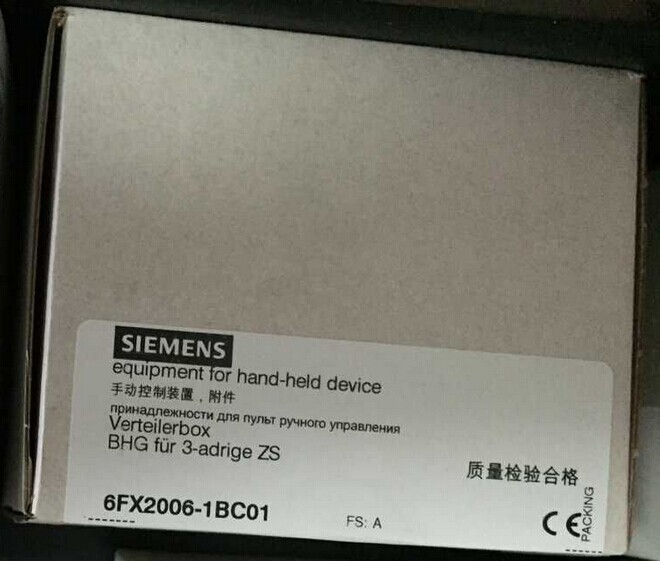 SIEMENS
equipment for hand-held device
手动控制装置，附件
принадлежности для пульт ручного управления
Verteilerbox
BHG für 3-adrige ZS
质量检验合格
6FX2006-1BC01
FS: A
CE
PACKING